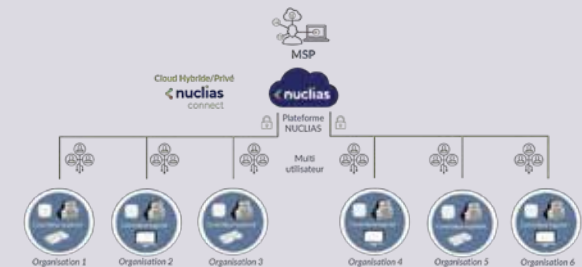 MSP
Cloud Hybride/Privé
nuclias
connect
nuclias
Plateforme
NUCLIAS
Multi
utilisateur
Organisation 1
Organisation 2
Organisation 3
Organisation 4
Organisation 5
Organisation 6